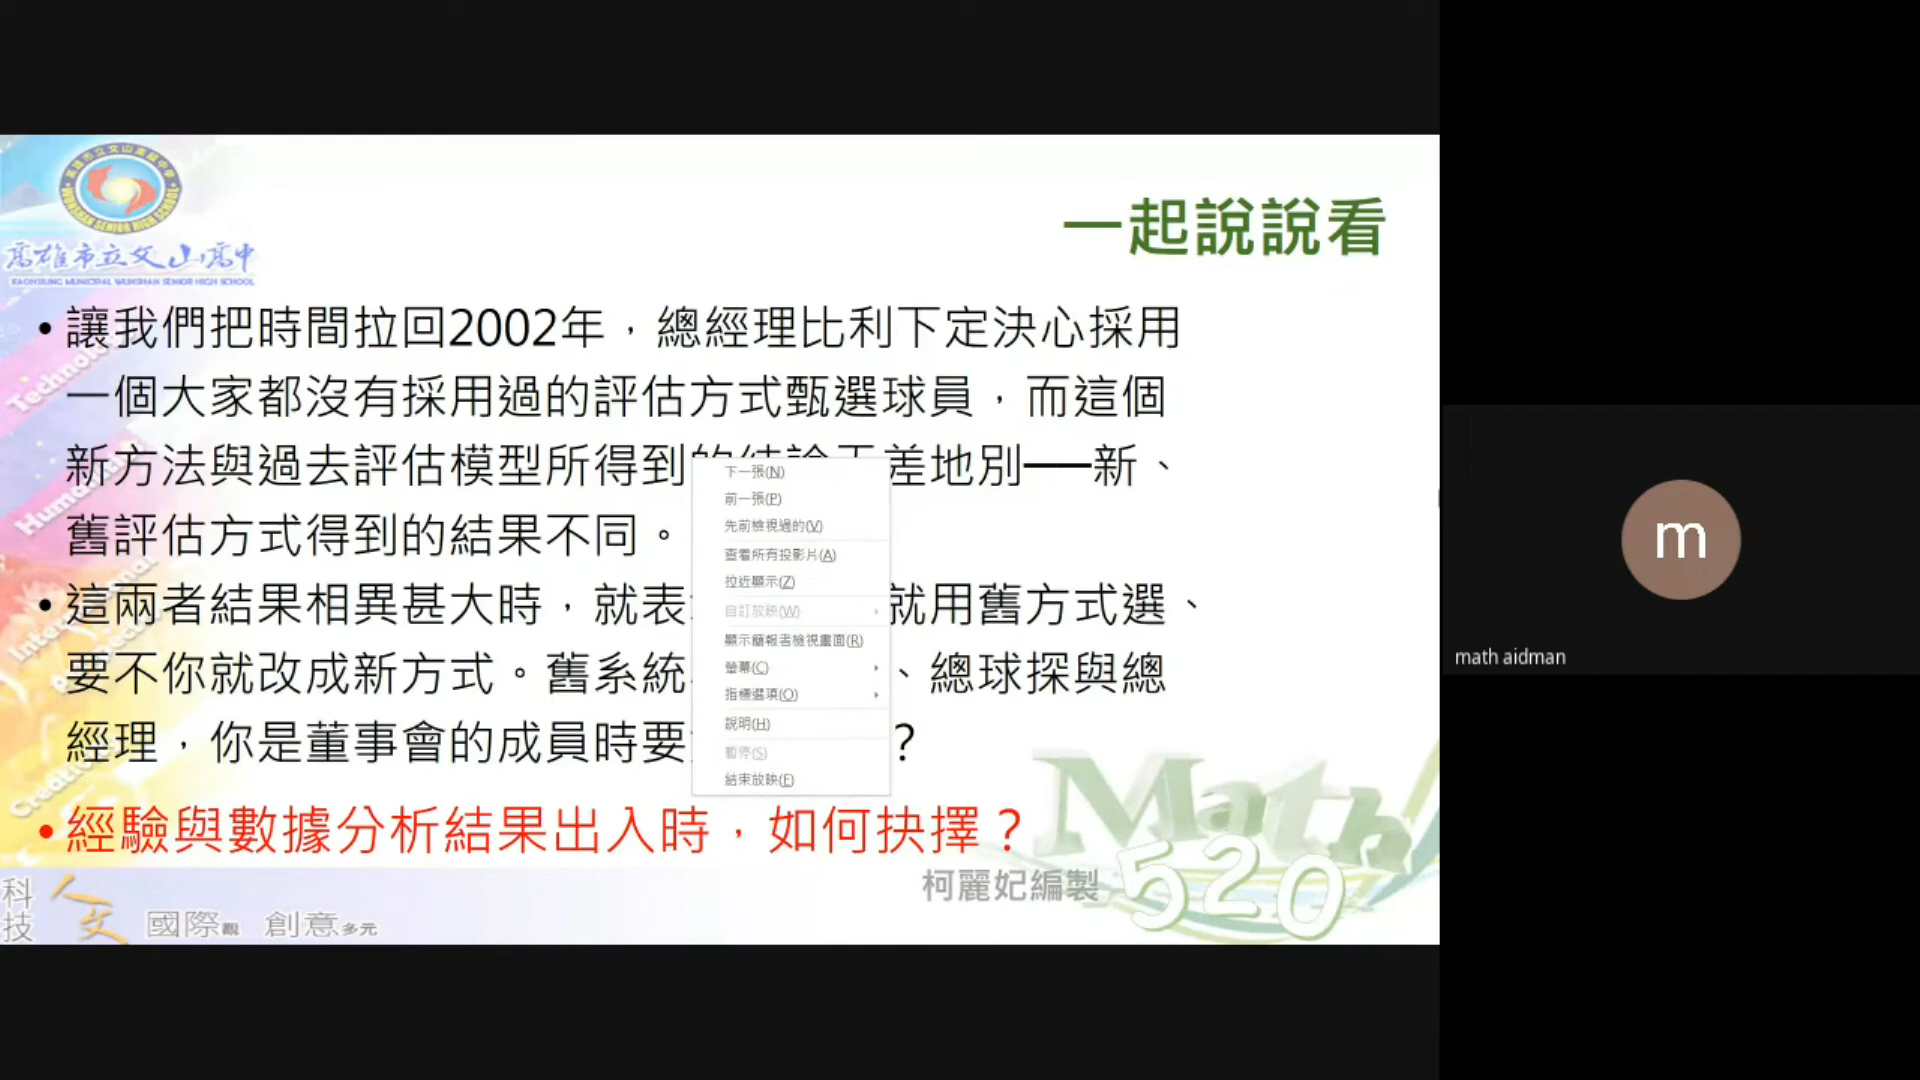 高雄市立文山高中
KAOHSIUNG MUNICIPAL WUNSHAN SENIOR HIGH SCHOOL
一起說說看
• 讓我們把時間拉回2002年，總經理比利下定決心採用
一個大家都沒有採用過的評估方式甄選球員，而這個
新方法與過去評估模型所得到的結論天差地別──新、
舊評估方式得到的結果不同。
• 這兩者結果相異甚大時，就表 就用舊方式選、
要不你就改成新方式。舊系統 、總球探與總
經理，你是董事會的成員時要 ？
• 經驗與數據分析結果出入時，如何抉擇？
下一張(N)
前一張(P)
先前檢視過的(V)
查看所有投影片(A)
拉近顯示(Z)
自訂放映(W)
顯示簡報者檢視畫面(R)
螢幕(C)
指標選項(O)
說明(H)
暫停(S)
結束放映(E)
柯麗妃編製
Math
520
科技 人文 國際觀 創意多元
m
math aidman